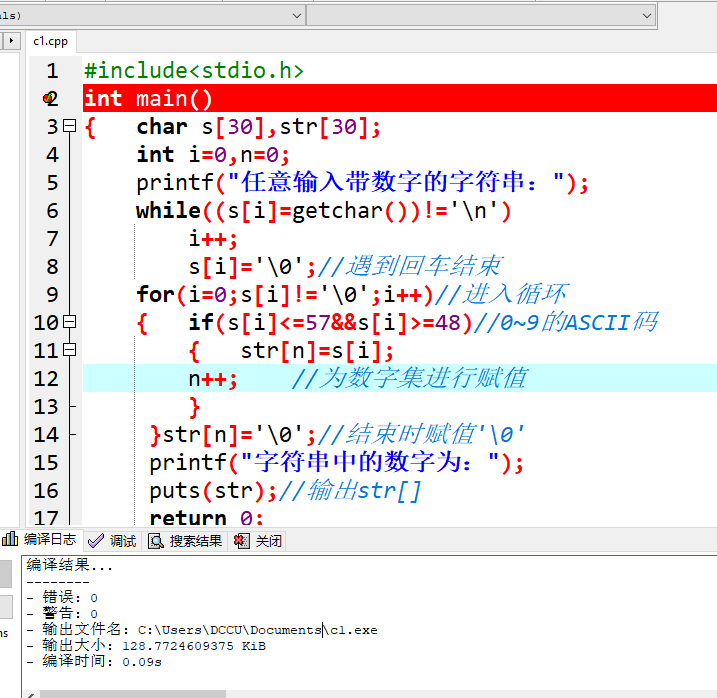 als)
c1.cpp
1 #include<stdio.h>
2 int main()
3 { char s[30],str[30];
4 int i=0,n=0;
5 printf("任意输入带数字的字符串: ");
6 while((s[i]=getchar())!='\n')
7 i++;
8 s[i]='\0';//遇到回车结束
9 for(i=0;s[i]!='\0';i++)//进入循环
10 { if(s[i]<=57&&s[i]>=48)//0~9的ASCII码
11 { str[n]=s[i];
12 n++; //为数字集进行赋值
13 }
14 }str[n]='\0';//结束时赋值'\0'
15 printf("字符串中的数字为: ");
16 puts(str);//输出str[]
17 return 0;
编译日志 调试 搜索结果 关闭
编译结果...
--------
- 错误: 0
- 警告: 0
- 输出文件名: C:\Users\DCCU\Documents\c1.exe
- 输出大小: 128.7724609375 KiB
- 编译时间: 0.09s